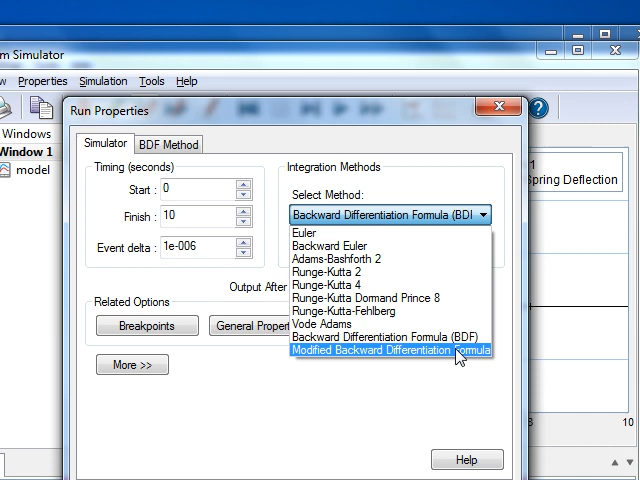 m Simulator
w Properties Simulation Tools Help
Run Properties
Windows
Window 1
model
Simulator BDF Method
Timing (seconds)
Start : 0
Finish : 10
Event delta : 1e-006
Integration Methods
Select Method:
Backward Differentiation Formula (BDI
Euler
Backward Euler
Adams-Bashforth 2
Runge-Kutta 2
Runge-Kutta 4
Runge-Kutta Dormand Prince 8
Runge-Kutta-Fehlberg
Vode Adams
Backward Differentiation Formula (BDF)
Modified Backward Differentiation Formula
Output After
Related Options
Breakpoints General Propert
More >>
Help
1
Spring Deflection
8 10